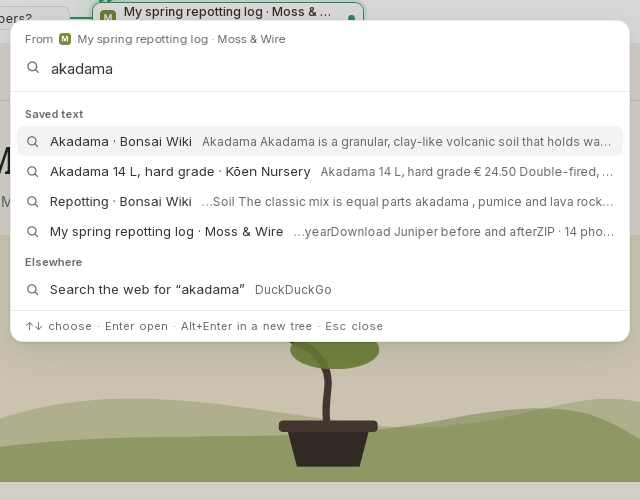 pers?
M My spring repotting log · Moss & ...
From M My spring repotting log · Moss & Wire
akadama
Saved text
Akadama · Bonsai Wiki Akadama Akadama is a granular, clay-like volcanic soil that holds wa...
Akadama 14 L, hard grade · Kōen Nursery Akadama 14 L, hard grade € 24.50 Double-fired, ...
Repotting · Bonsai Wiki ...Soil The classic mix is equal parts akadama , pumice and lava rock...
My spring repotting log · Moss & Wire ...yearDownload Juniper before and afterZIP · 14 pho...
Elsewhere
Search the web for “akadama” DuckDuckGo
↑↓ choose · Enter open · Alt+Enter in a new tree · Esc close